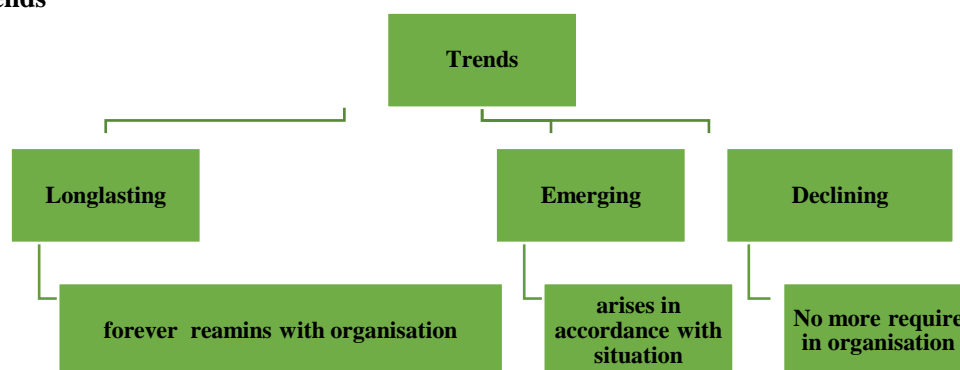 Trends
Longlasting
Emerging
Declining
forever reamins with organisation
arises in
accordance with
situation
No more require
in organisation